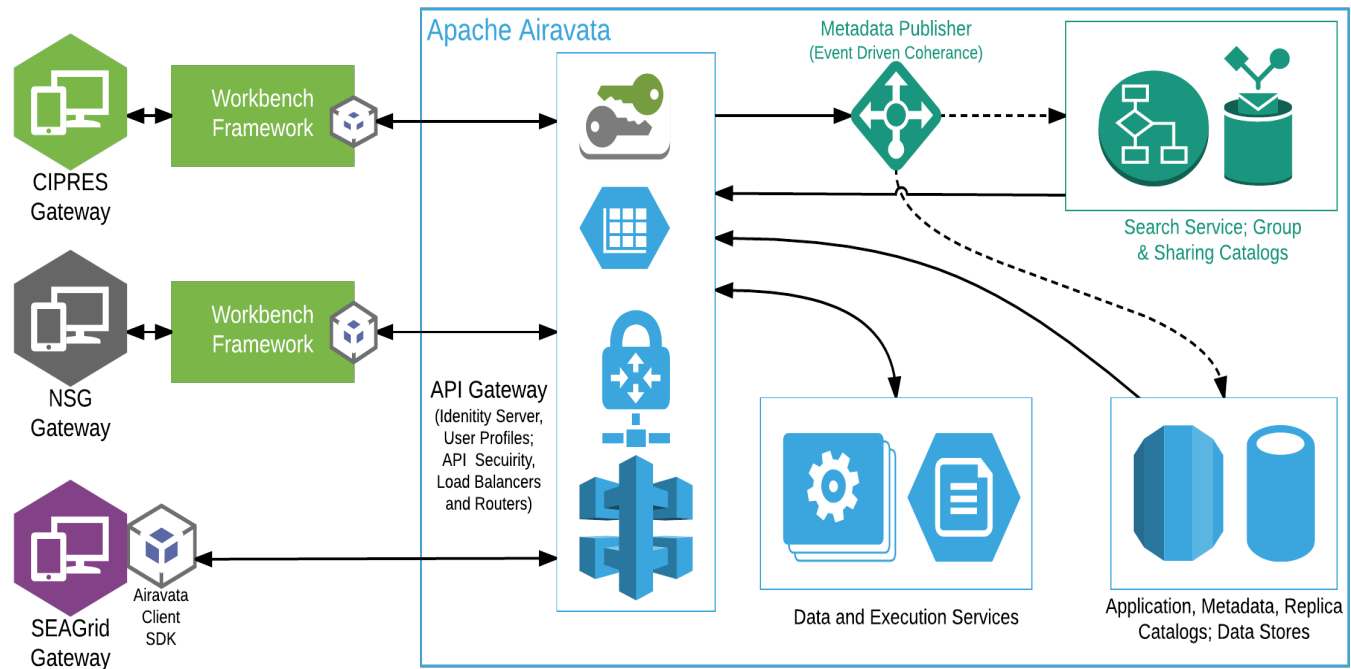 Apache Airavata
Metadata Publisher
(Event Driven Coherance)
Workbench
Framework
CIPRES
Gateway
Search Service; Group
& Sharing Catalogs
Workbench
Framework
NSG
Gateway
API Gateway
(Idenitity Server,
User Profiles;
API Secuirity,
Load Balancers
and Routers)
Airavata
Client
SDK
SEAGrid
Gateway
Data and Execution Services
Application, Metadata, Replica
Catalogs; Data Stores